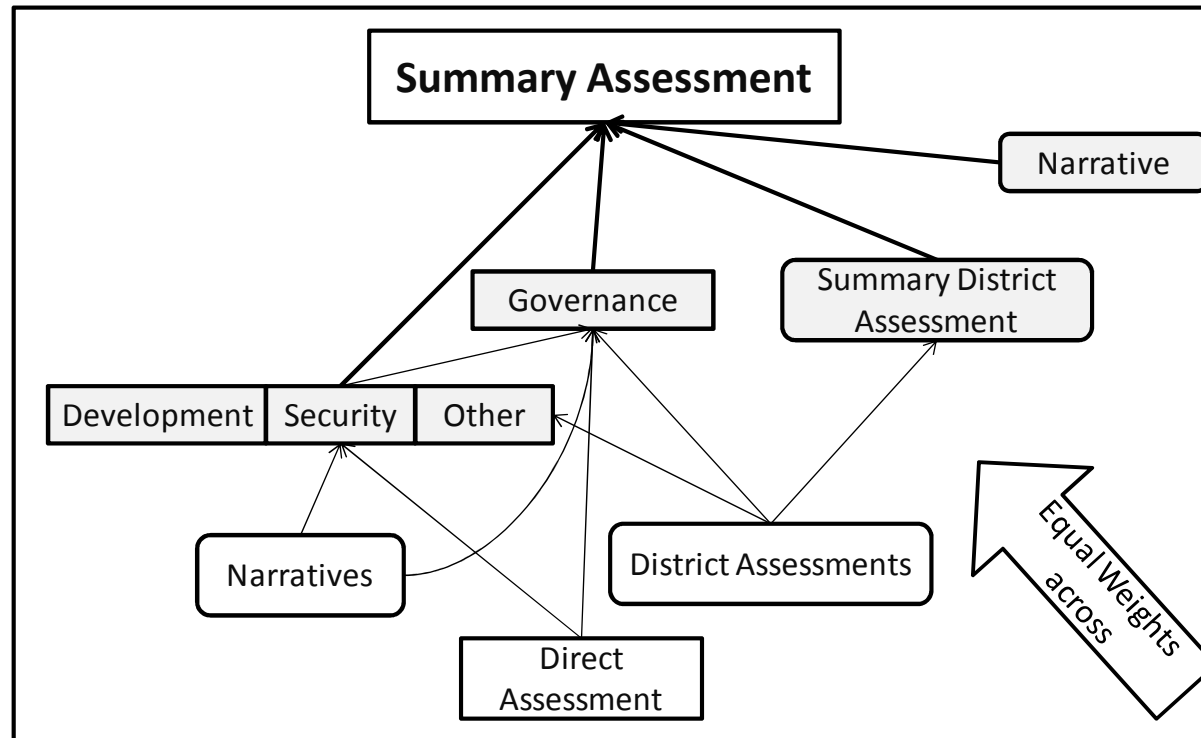 Summary Assessment
Narrative
Governance
Summary District
Assessment
Development
Security
Other
Narratives
District Assessments
Equal Weights
across
Direct
Assessment